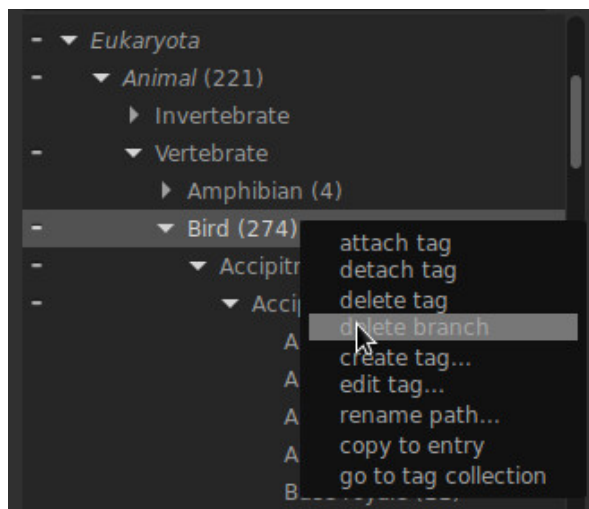 Eukaryota
Animal (221)
Invertebrate
Vertebrate
Amphibian (4)
Bird (274)
attach tag
detach tag
delete tag
delete branch
create tag...
edit tag...
rename path...
copy to entry
go to tag collection